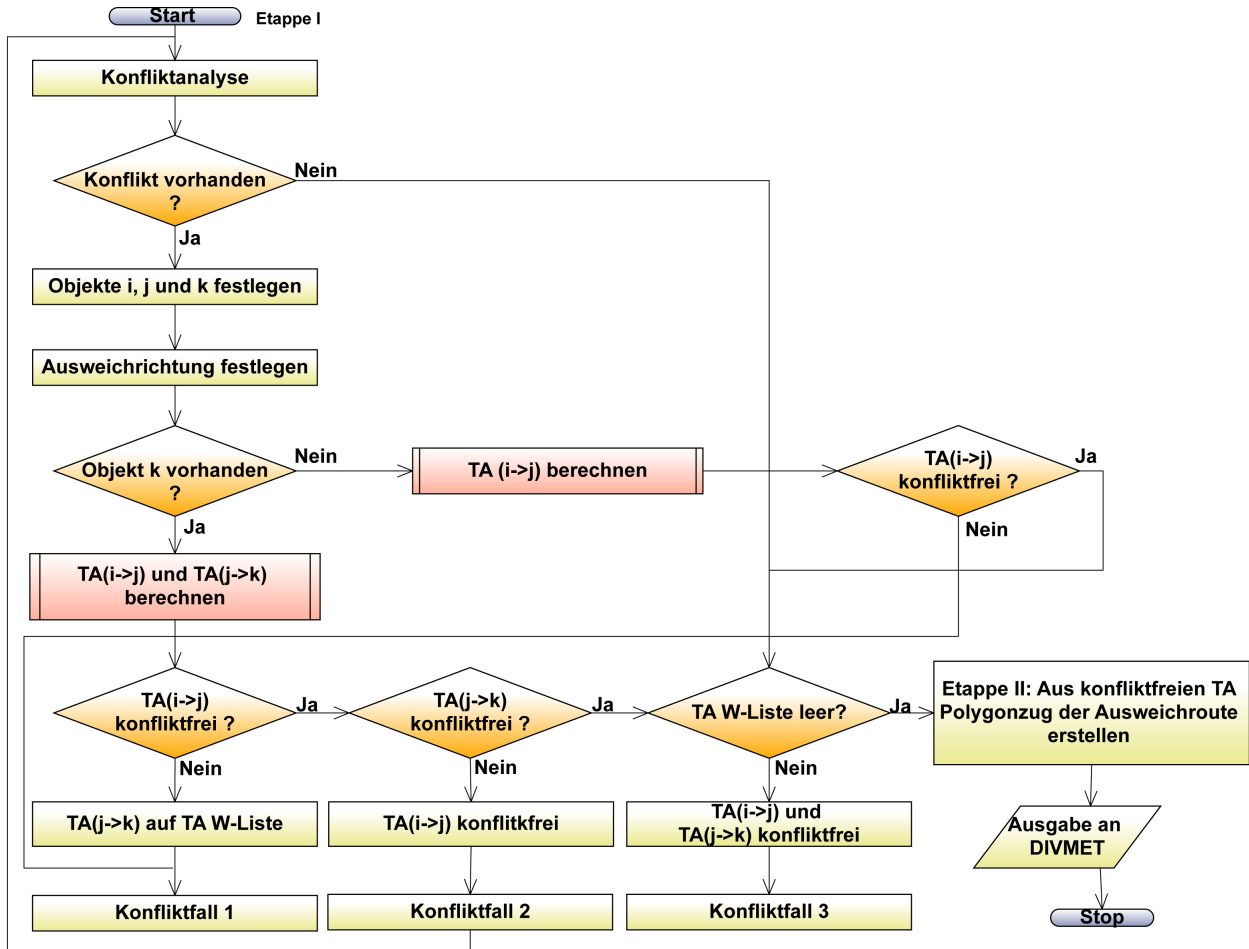 Start
Etappe I
Konfliktanalyse
Konflikt vorhanden
?
Nein
Ja
Objekte i, j und k festlegen
Ausweichrichtung festlegen
Objekt k vorhanden
?
Nein
Ja
TA (i->j) berechnen
TA(i->j)
konfliktfrei ?
Ja
Nein
TA(i->j) und TA(j->k)
berechnen
TA(i->j)
konfliktfrei ?
Ja
Nein
TA(j->k)
konfliktfrei ?
Ja
Nein
TA W-Liste leer?
Ja
Nein
Etappe II: Aus konfliktfreien TA
Polygonzug der Ausweichroute
erstellen
TA(j->k) auf TA W-Liste
TA(i->j) konflitkfrei
TA(i->j) und
TA(j->k) konfliktfrei
Ausgabe an
DIVMET
Konfliktfall 1
Konfliktfall 2
Konfliktfall 3
Stop